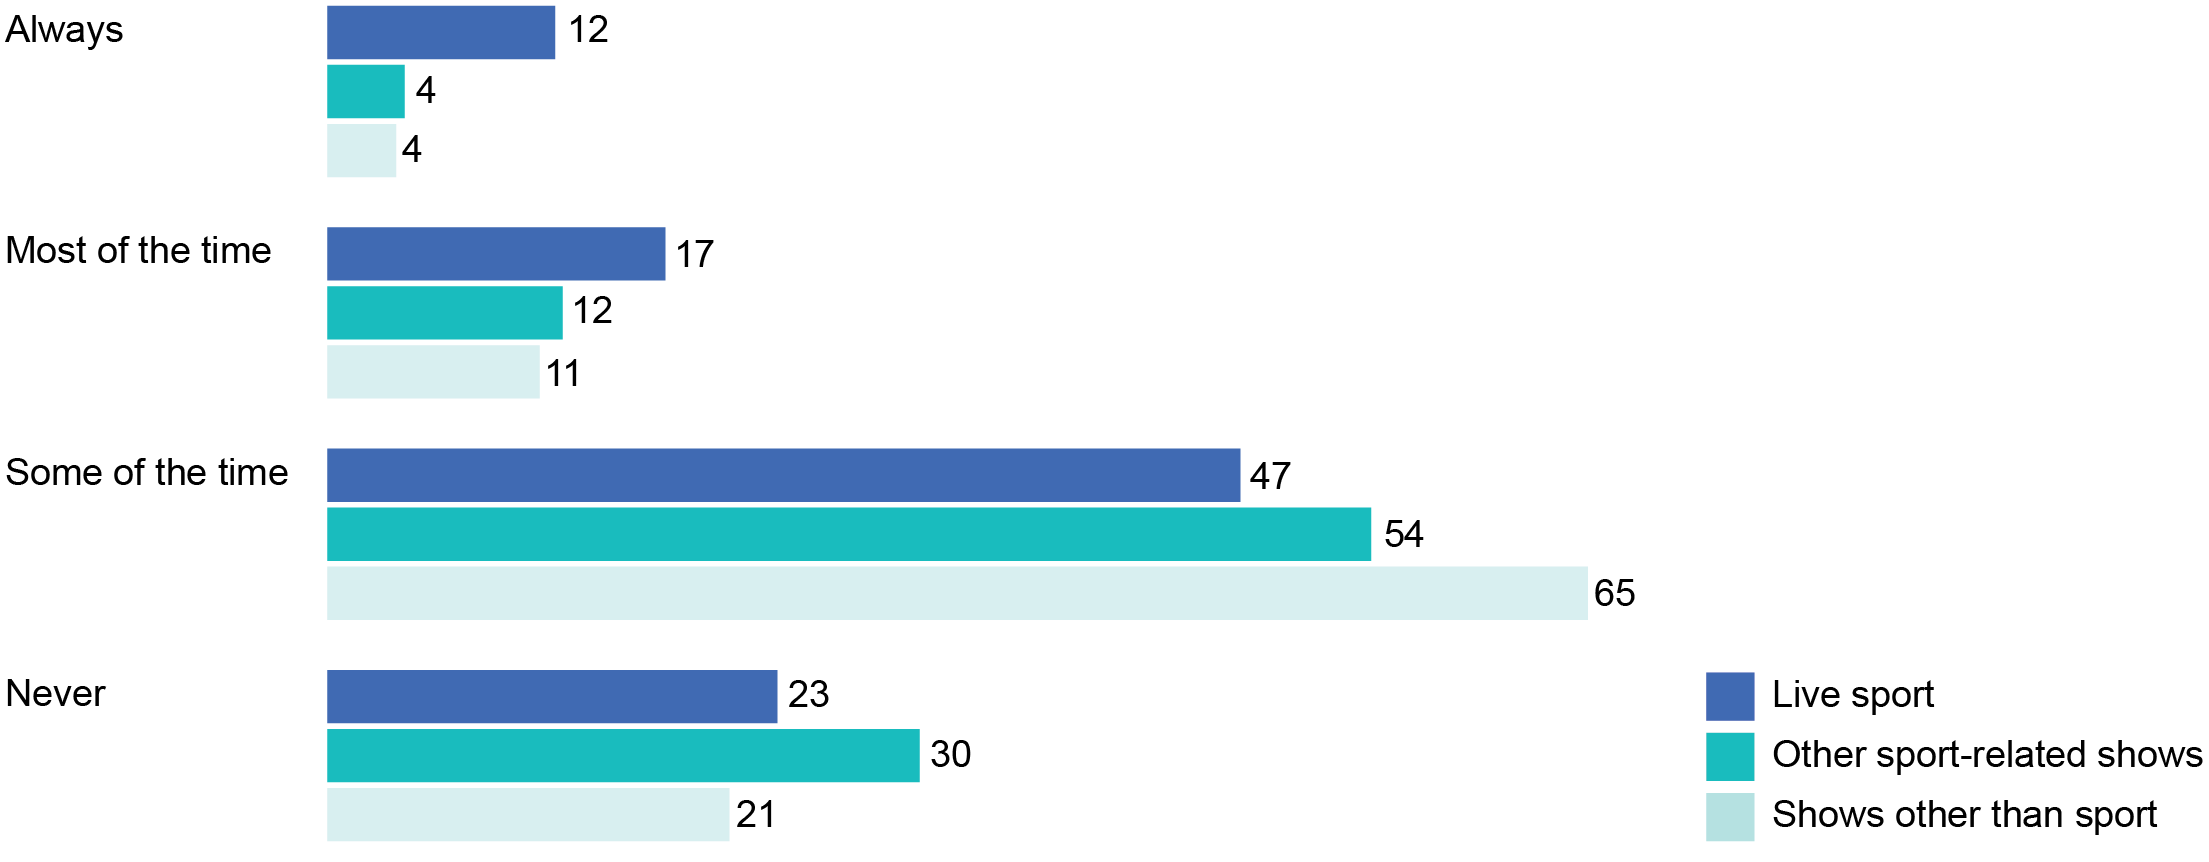 Always
12
4
4
Most of the time
17
12
11
Some of the time
47
54
65
Never
23
30
21
Live sport
Other sport-related shows
Shows other than sport